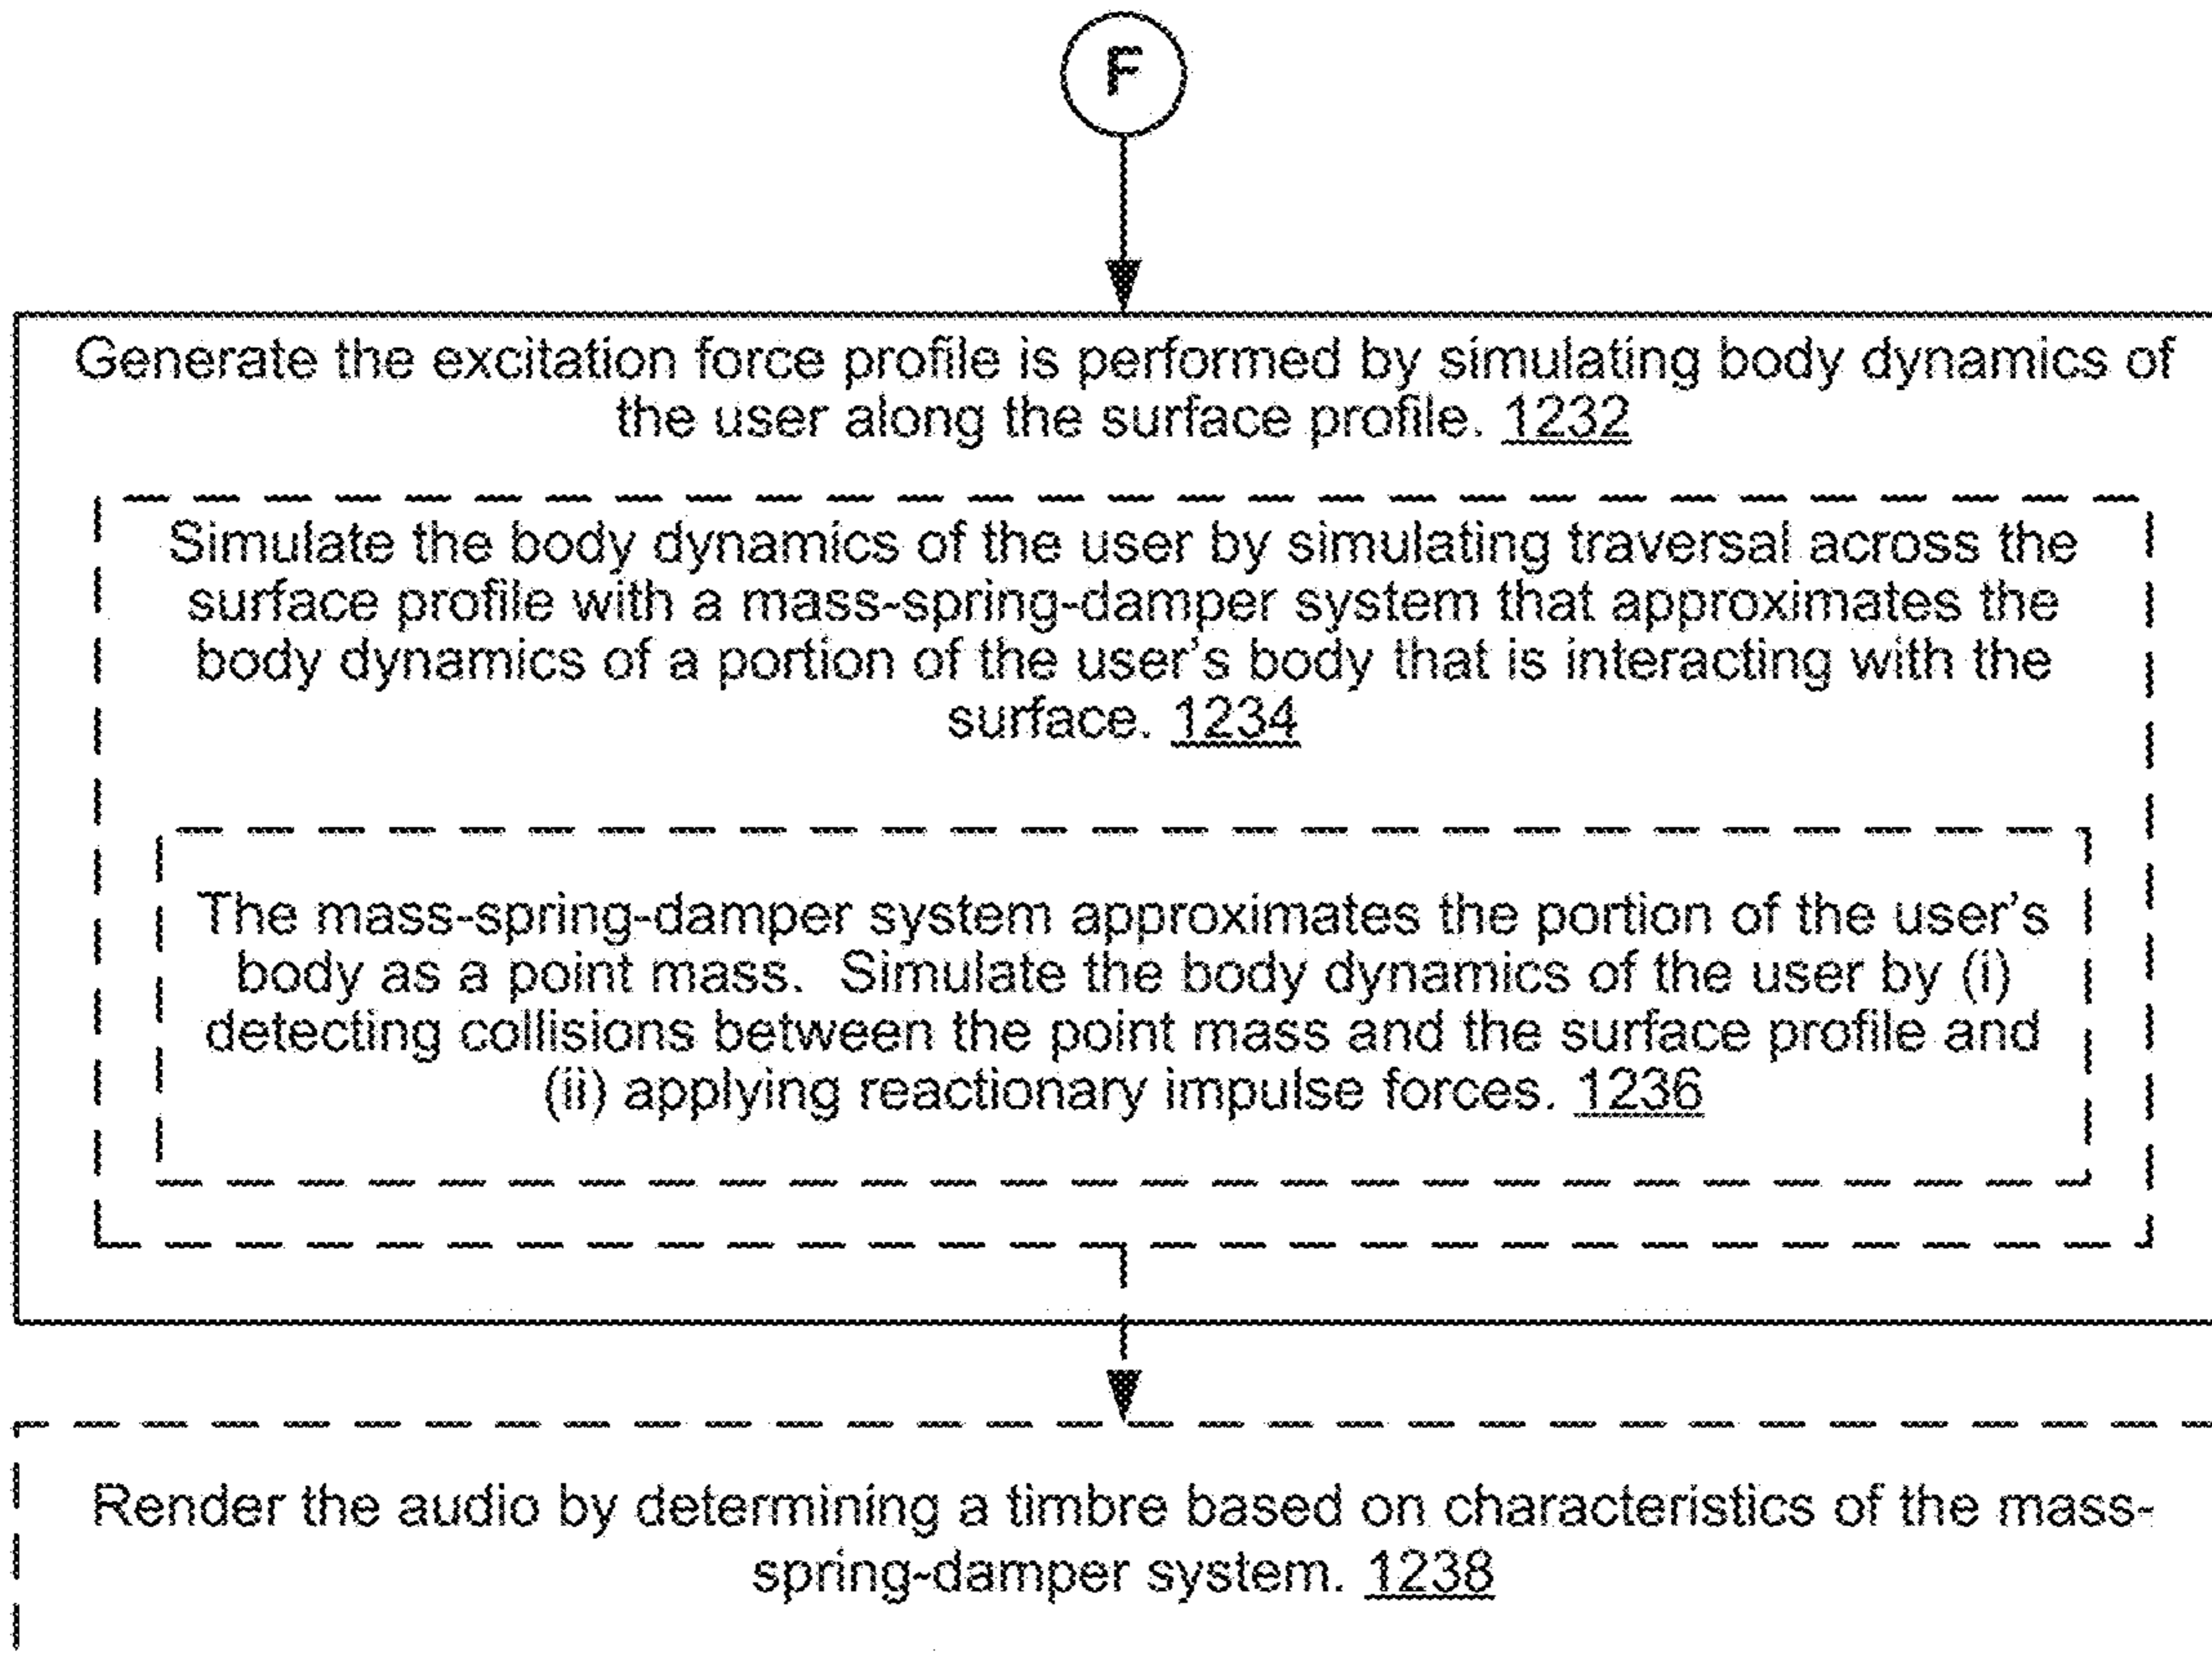 F
Generate the excitation force profile is performed by simulating body dynamics of
the user along the surface profile. 1232
Simulate the body dynamics of the user by simulating traversal across the
surface profile with a mass-spring-damper system that approximates the
body dynamics of a portion of the user's body that is interacting with the
surface. 1234
The mass-spring-damper system approximates the portion of the user's
body as a point mass.  Simulate the body dynamics of the user by (i)
detecting collisions between the point mass and the surface profile and
(ii) applying reactionary impulse forces. 1236
Render the audio by determining a timbre based on characteristics of the mass-
spring-damper system. 1238